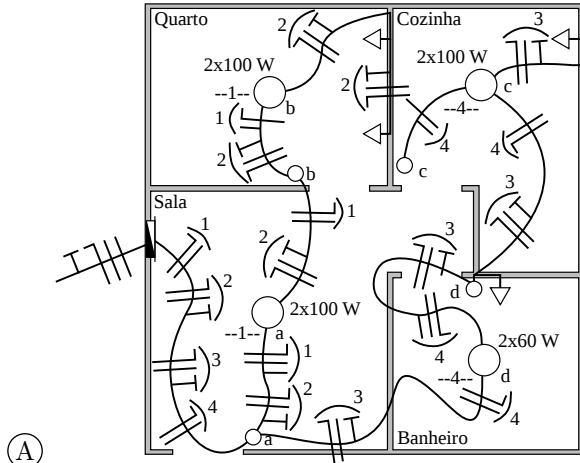 Quarto
Cozinha
2
3
2x100 W
2x100 W
2
--1--
b
c
--4--
1
4
4
2
b
c
Sala
3
1
1
3
2
2
d
2x100 W
--1--
a
2x60 W
4
1
3
--4--
d
2
3
4
4
a
Banheiro
A